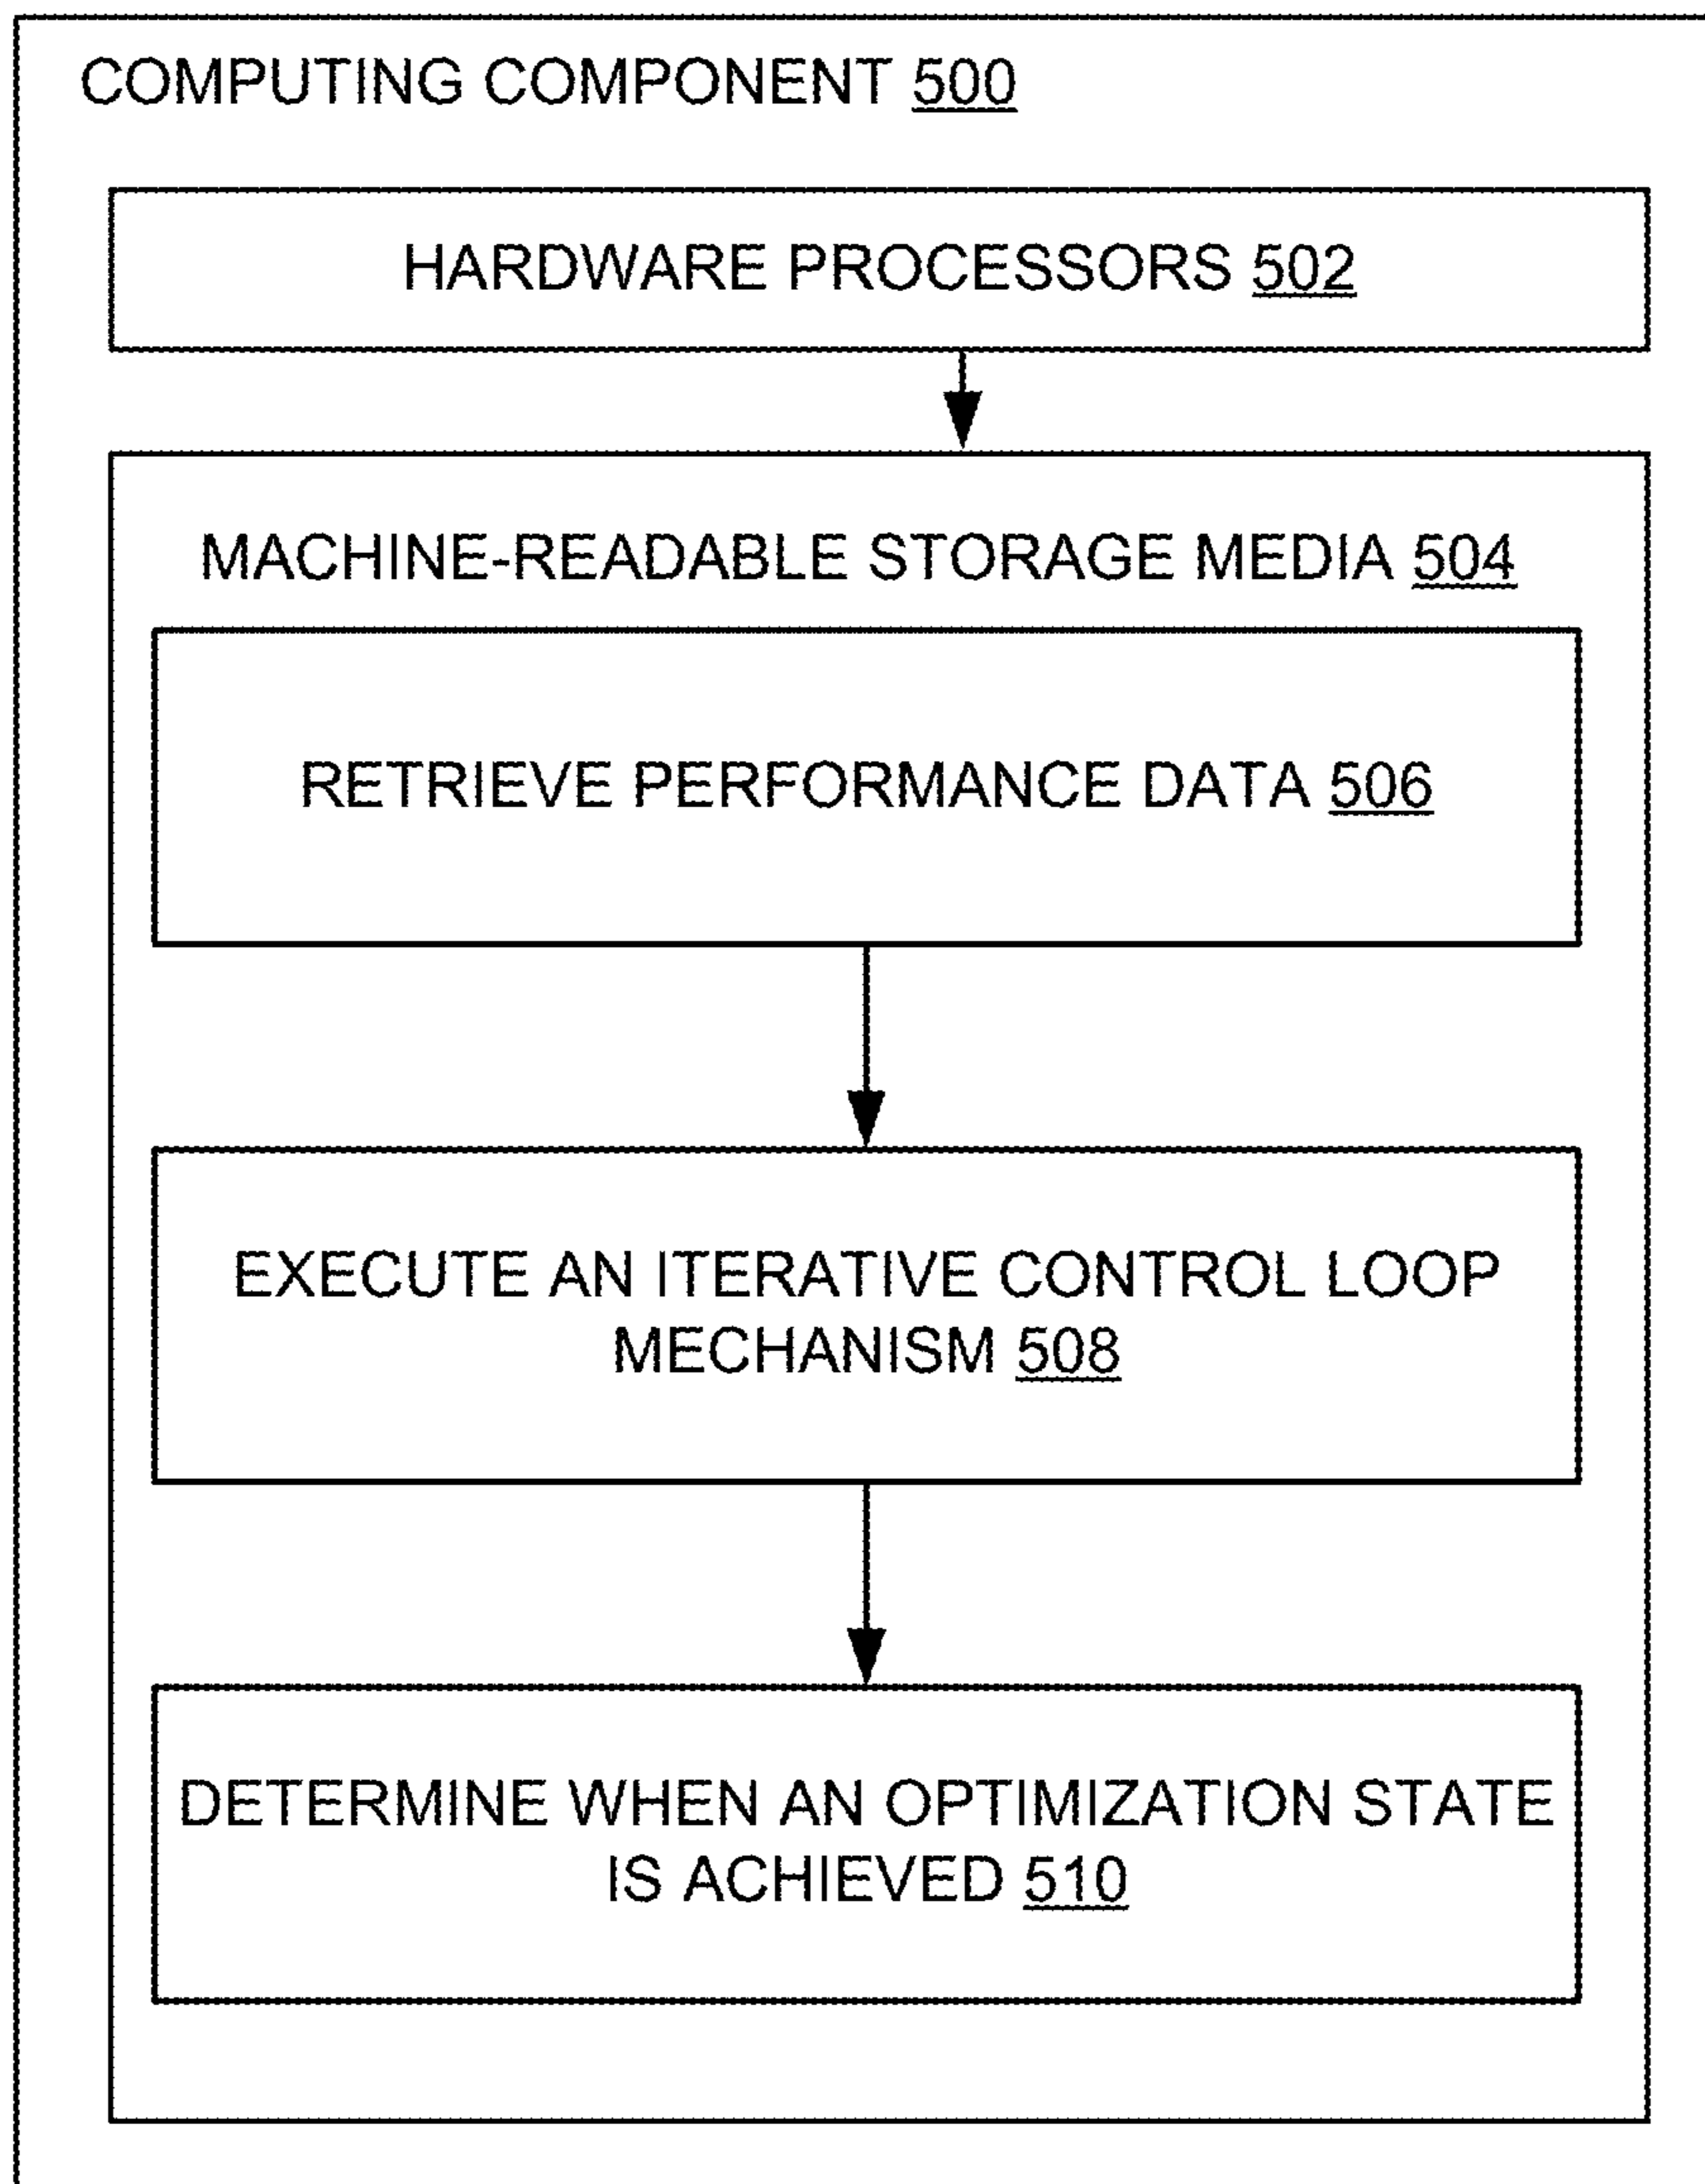 COMPUTING COMPONENT 500
HARDWARE PROCESSORS 502
MACHINE-READABLE STORAGE MEDIA 504
RETRIEVE PERFORMANCE DATA 506
EXECUTE AN ITERATIVE CONTROL LOOP
MECHANISM 508
DETERMINE WHEN AN OPTIMIZATION STATE
IS ACHIEVED 510